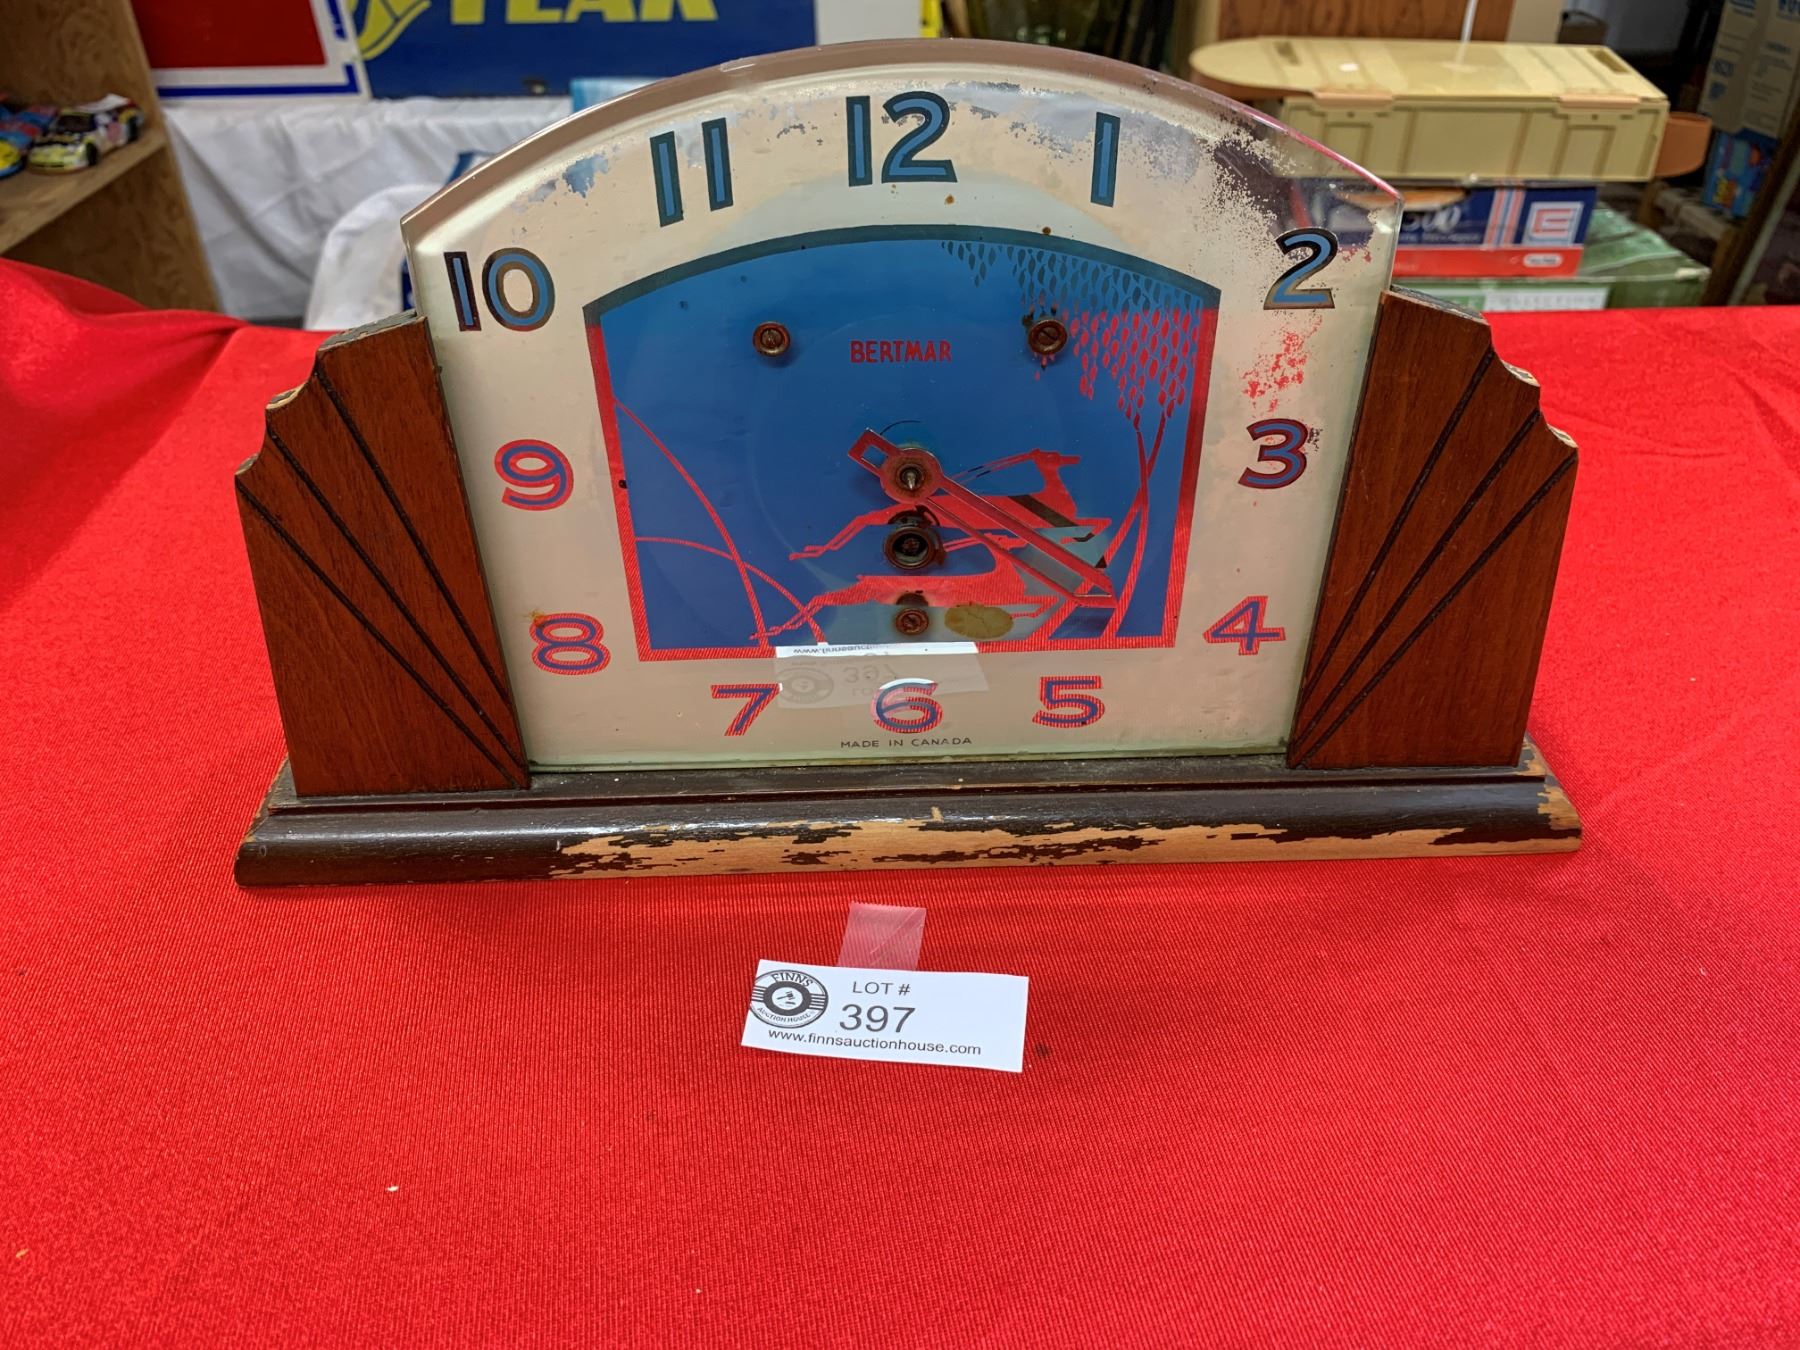 YEAR
11 12 1
10 2
BERTMAR
9 3
8 4
7 6 5
MADE IN CANADA
FINNS
AUCTION HOUSE
LOT #
397
www.finnsauctionhouse.com